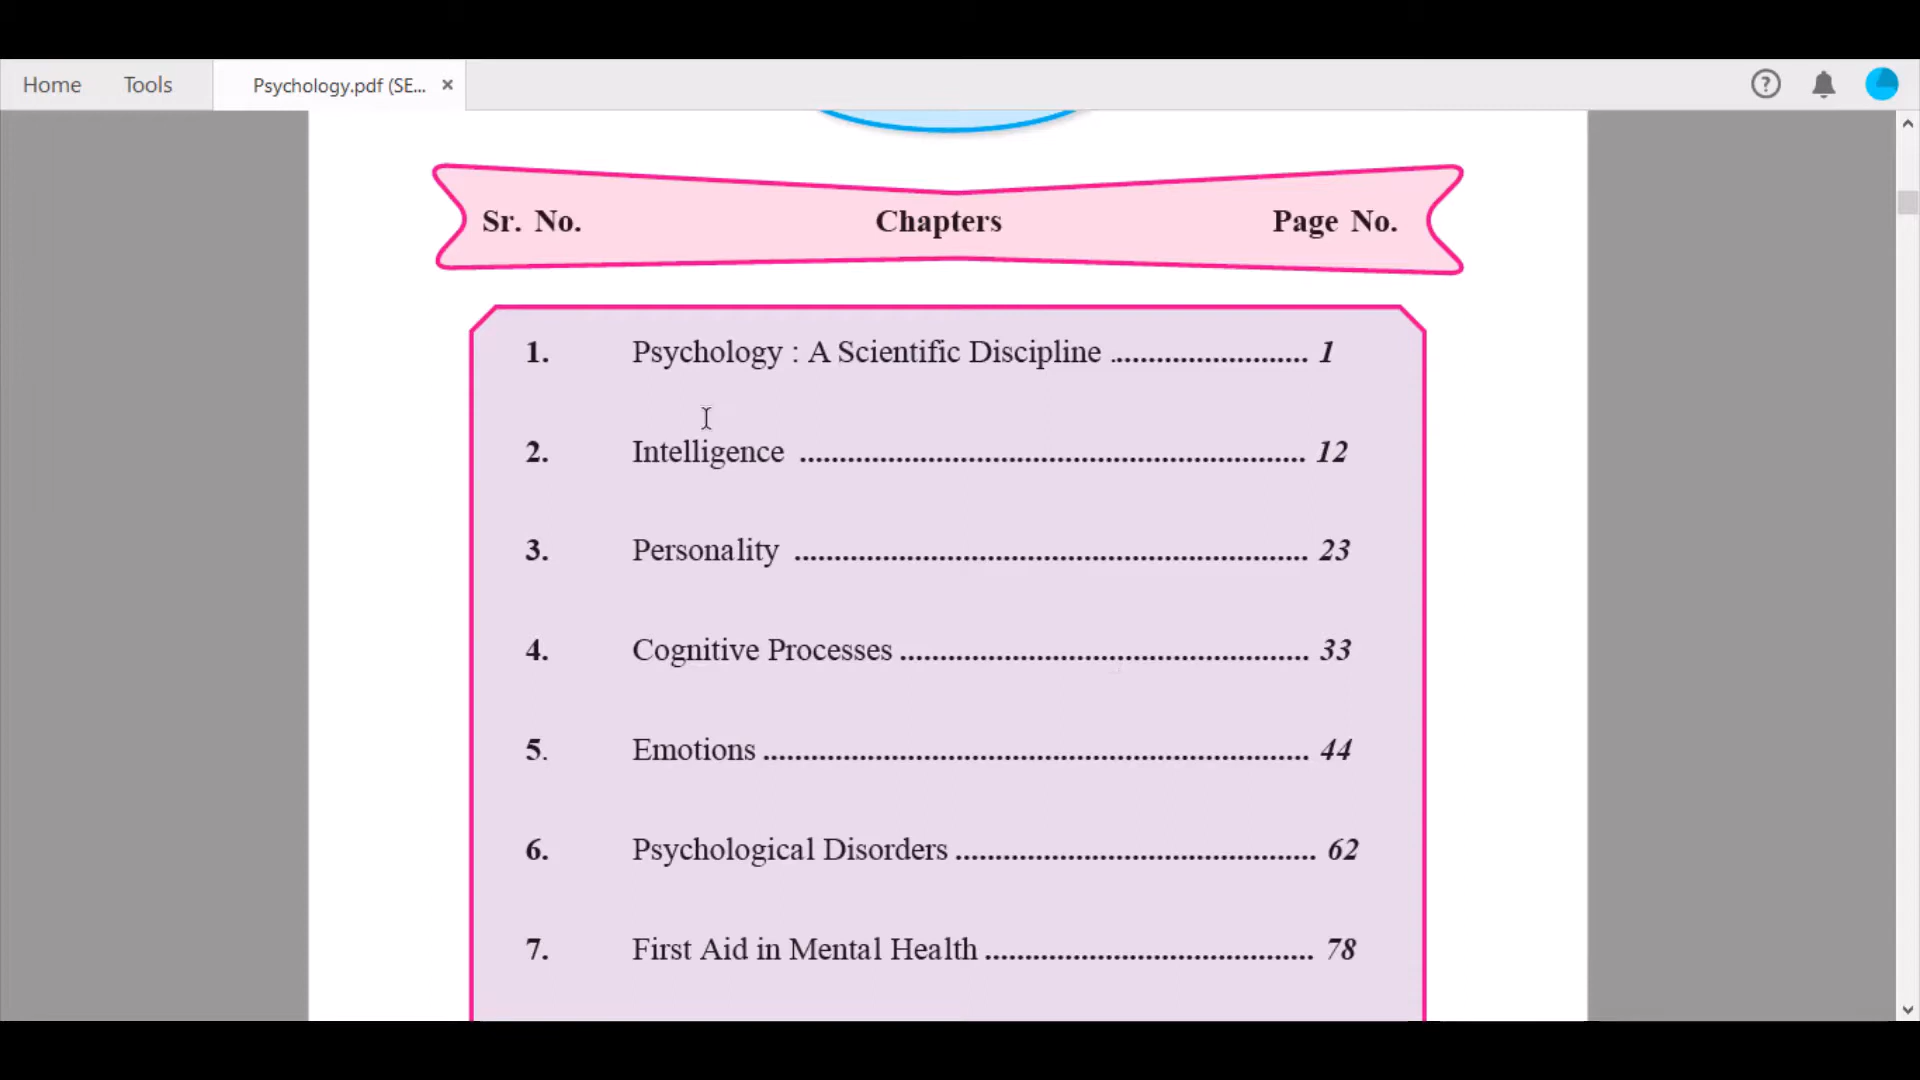 Home Tools Psychology.pdf (SE... ×
Sr. No. Chapters Page No.
1. Psychology : A Scientific Discipline ........................ 1
2. Intelligence ................................................................ 12
3. Personality ................................................................. 23
4. Cognitive Processes .................................................... 33
5. Emotions ..................................................................... 44
6. Psychological Disorders .............................................. 62
7. First Aid in Mental Health .......................................... 78